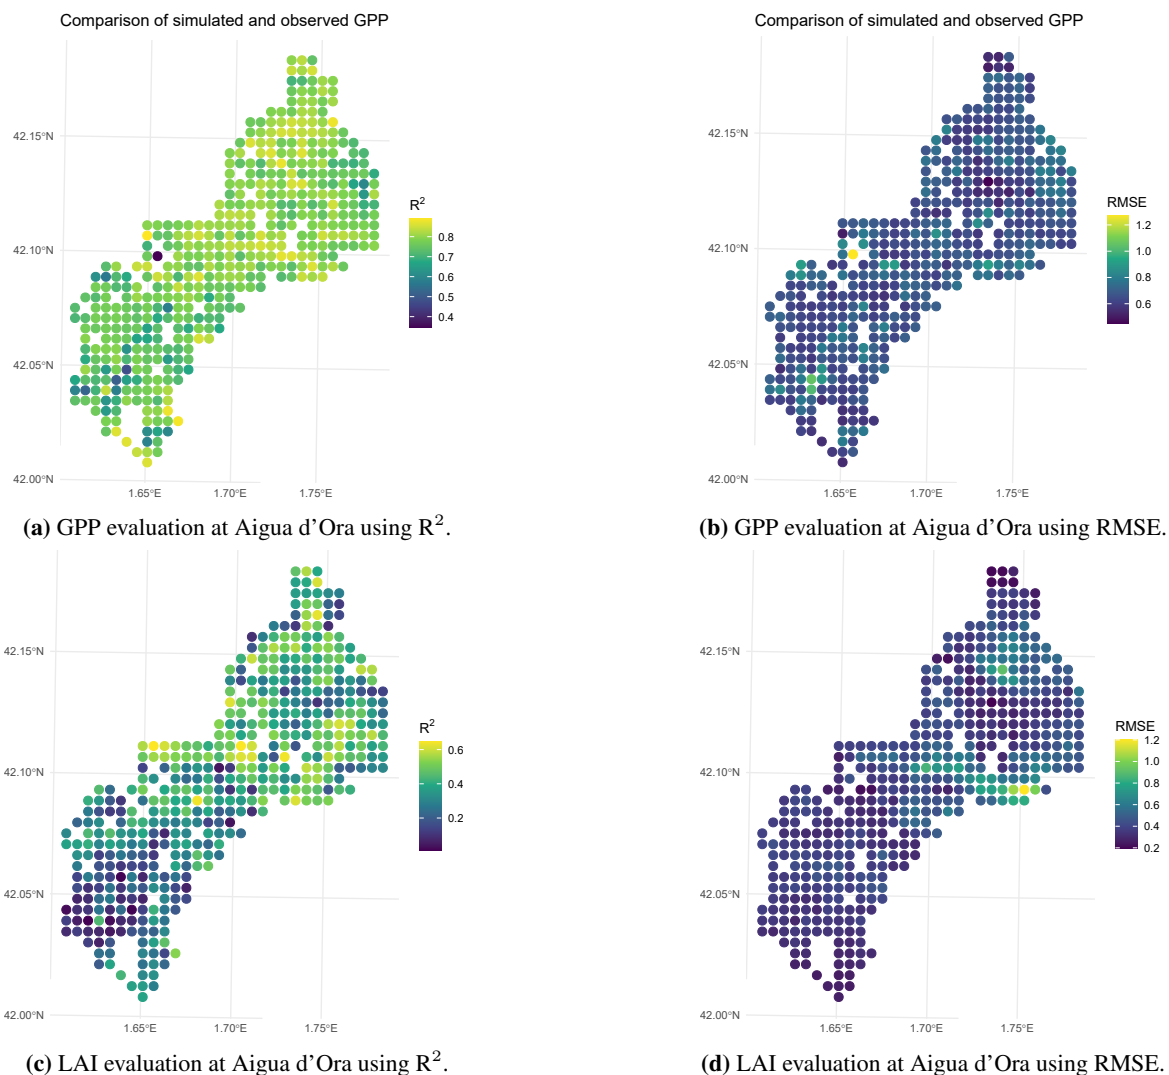 Comparison of simulated and observed GPP
42.15°N
42.10°N
42.05°N
42.00°N
1.65°E 1.70°E 1.75°E
R²
0.8
0.7
0.6
0.5
0.4
(a) GPP evaluation at Aigua d'Ora using R².
Comparison of simulated and observed GPP
42.15°N
42.10°N
42.05°N
42.00°N
1.65°E 1.70°E 1.75°E
RMSE
1.2
1.0
0.8
0.6
(b) GPP evaluation at Aigua d'Ora using RMSE.
42.15°N
42.10°N
42.05°N
42.00°N
1.65°E 1.70°E 1.75°E
R²
0.6
0.4
0.2
(c) LAI evaluation at Aigua d'Ora using R².
42.15°N
42.10°N
42.05°N
42.00°N
1.65°E 1.70°E 1.75°E
RMSE
1.2
1.0
0.8
0.6
0.4
0.2
(d) LAI evaluation at Aigua d'Ora using RMSE.